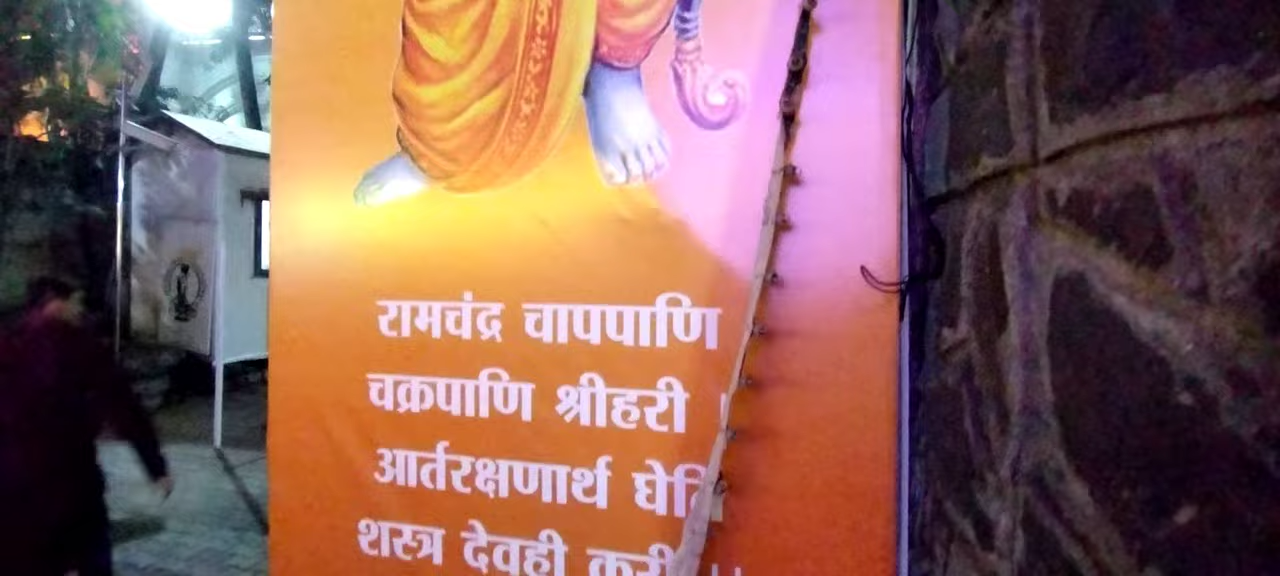 रामचंद्र चापपाणि
चक्रपाणि श्रीहरी ।
आर्तरक्षणार्थ घेति
शस्त्र देवही करी ।।